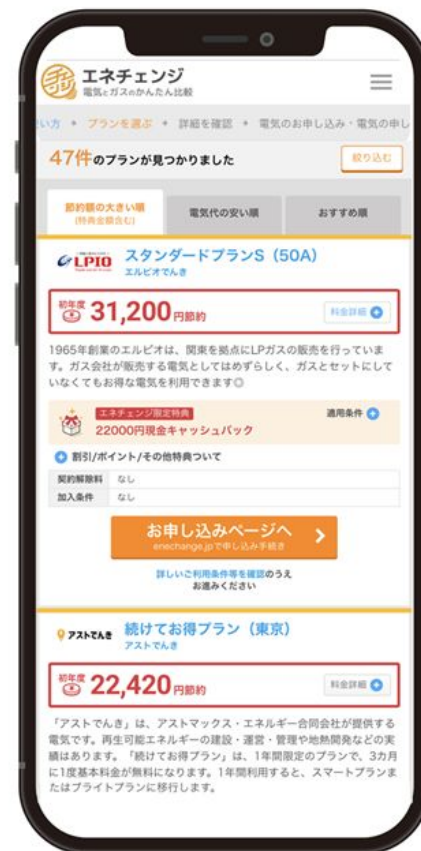 エネチェンジ
電気とガスのかんたん比較
い方 • プランを選ぶ • 詳細を確認 • 電気のお申し込み・電気の申し
47件のプランが見つかりました
絞り込む
節約額の大きい順
(特典金額含む)
電気代の安い順
おすすめ順
LPIO
スタンダードプランS（50A）
エルピオでんき
初年度 31,200円節約
料金詳細
1965年創業のエルピオは、関東を拠点にLPガスの販売を行っていま
す。ガス会社が販売する電気としてはめずらしく、ガスとセットにして
いなくてもお得な電気を利用できます◎
エネチェンジ限定特典
22000円現金キャッシュバック
適用条件
割引/ポイント/その他特典ついて
契約解除料 なし
加入条件 なし
お申し込みページへ
enechange.jpで申し込み手続き
詳しいご利用条件等を確認のうえ
お進みください
アストでんき
続けてお得プラン（東京）
アストでんき
初年度 22,420円節約
料金詳細
「アストでんき」は、アストマックス・エネルギー合同会社が提供する
電気です。再生可能エネルギーの建設・運営・管理や地熱開発などの実
績はあります。「続けてお得プラン」は、1年間限定のプランで、3カ月
に1度基本料金が無料になります。1年間利用すると、スマートプランま
たはブライトプランに移行します。